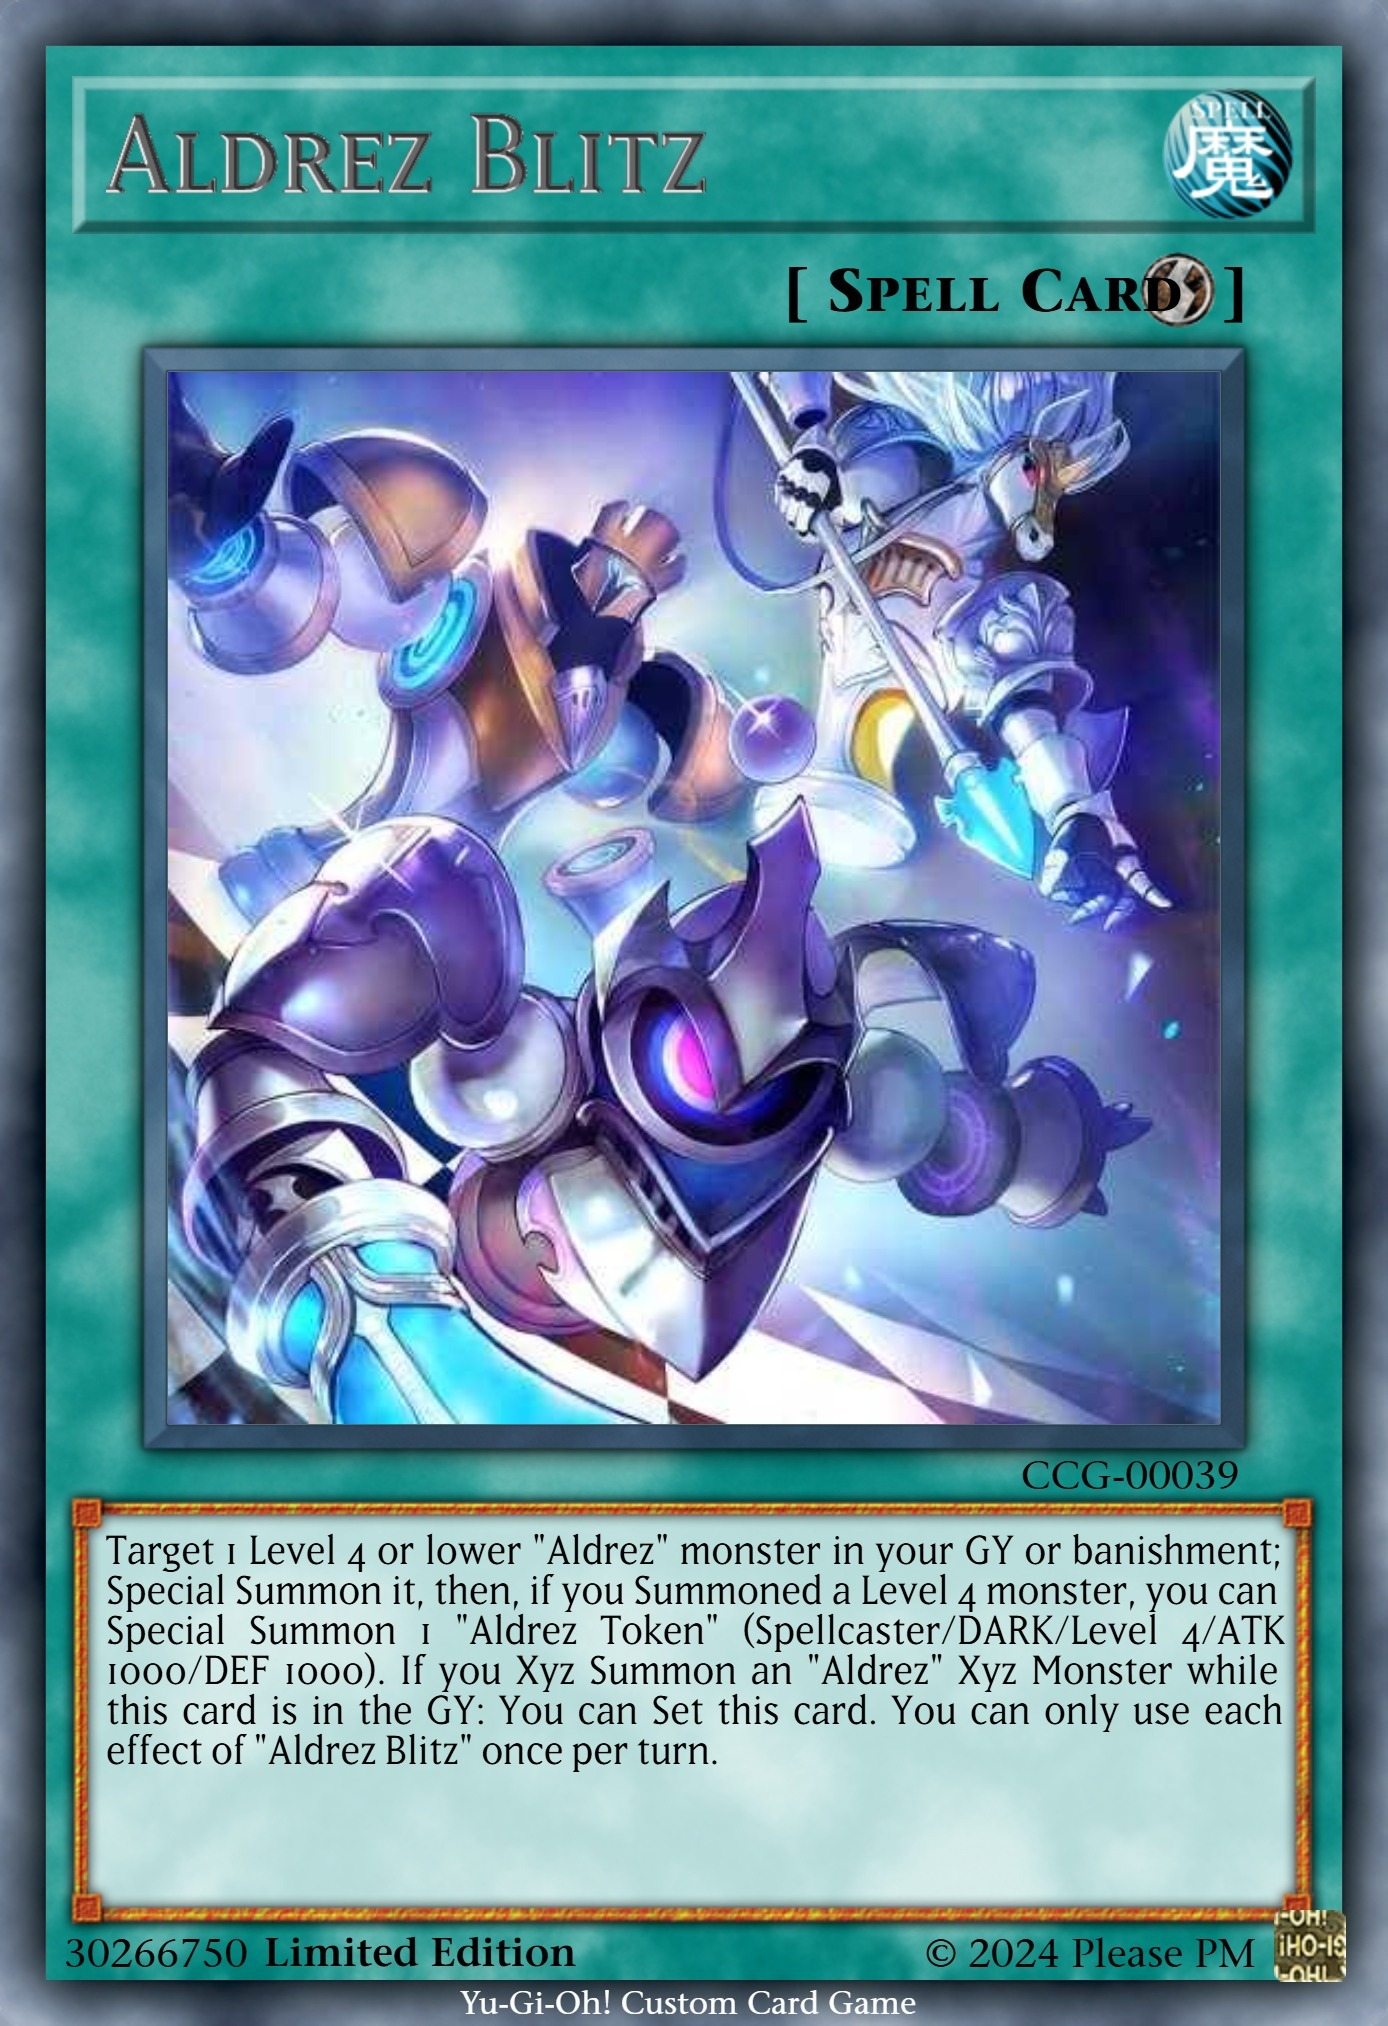 Aldrez Blitz
SPELL
魔
[ Spell Card ]
CCG-00039
Target 1 Level 4 or lower "Aldrez" monster in your GY or banishment;
Special Summon it, then, if you Summoned a Level 4 monster, you can
Special Summon 1 "Aldrez Token" (Spellcaster/DARK/Level 4/ATK
1000/DEF 1000). If you Xyz Summon an "Aldrez" Xyz Monster while
this card is in the GY: You can Set this card. You can only use each
effect of "Aldrez Blitz" once per turn.
30266750 Limited Edition
© 2024 Please PM
Yu-Gi-Oh! Custom Card Game